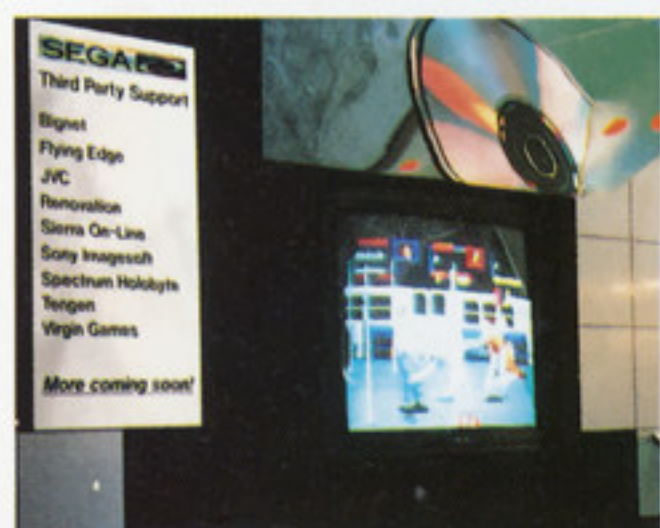 SEGA
Third Party Support
Bignet
Flying Edge
JVC
Renovation
Sierra On-Line
Sony Imagesoft
Spectrum Holobyte
Tengen
Virgin Games
More coming soon!